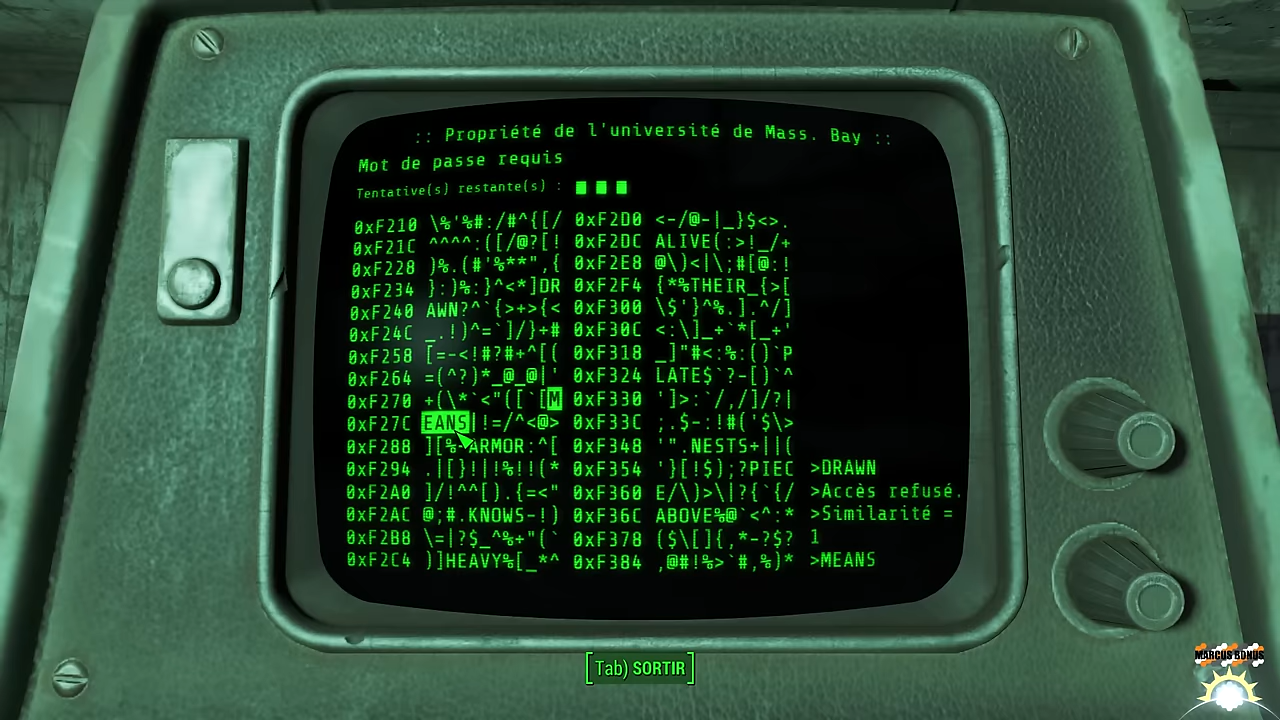 :: Propriété de l'université de Mass. Bay ::
Mot de passe requis
Tentative(s) restante(s) : ■ ■ ■
0xF210 \%'%#:/#^{[/ 0xF2D0 <-/@-|_}$<>.
0xF21C ^^^^:([/@?[! 0xF2DC ALIVE(:>!_/+
0xF228 )%.(#'%**",{ 0xF2E8 @\)<|\;#[@:!
0xF234 }:)%:}^<*]DR 0xF2F4 {*%THEIR_{>[
0xF240 AWN?^`{>+>{< 0xF300 \$'}^%.].^/]
0xF24C _.!)^=`]/}+# 0xF30C <:\]_+`*[_+'
0xF258 [=-<!#?#+^[( 0xF318 _]"#<:%:()`P
0xF264 =(^?)*_@_@|' 0xF324 LATE$`?-[)`^
0xF270 +(\*`<"([`[M 0xF330 ']>:`/,/]/?|
0xF27C EANS|!=/^<@> 0xF33C ;.$-:!#('$\>
0xF288 ][%-ARMOR:^[ 0xF348 '".NESTS+||(
0xF294 .|[}!|!%!!(* 0xF354 '}[!$);?PIEC >DRAWN
0xF2A0 ]/!^^[).{=<" 0xF360 E/\)>\|?{`{/ >Accès refusé.
0xF2AC @;#.KNOWS-!) 0xF36C ABOVE%@`<^:* >Similarité =
0xF2B8 \=|?$_^%+"(` 0xF378 ($\[]{,*-?$? 1
0xF2C4 )]HEAVY%[_*^ 0xF384 ,@#!%>`#,%)* >MEANS
[Tab) SORTIR]
MARCUS BONUS